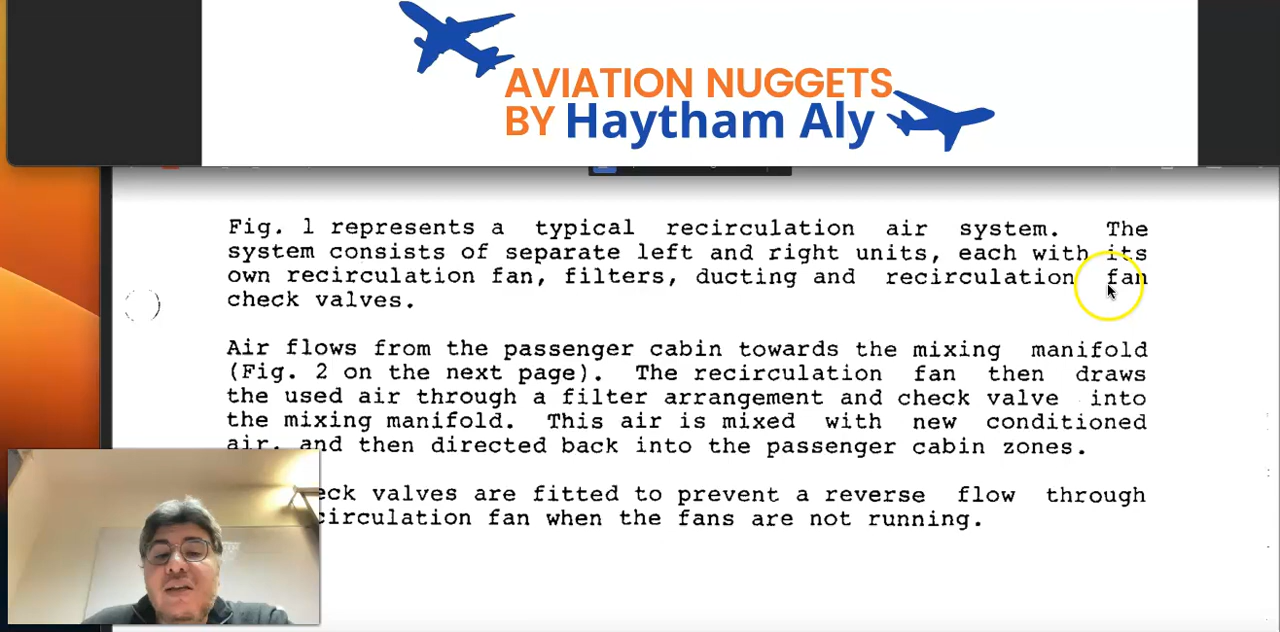 AVIATION NUGGETS
BY Haytham Aly
Fig. 1 represents a typical recirculation air system. The
system consists of separate left and right units, each with its
own recirculation fan, filters, ducting and recirculation fan
check valves.
Air flows from the passenger cabin towards the mixing manifold
(Fig. 2 on the next page). The recirculation fan then draws
the used air through a filter arrangement and check valve into
the mixing manifold. This air is mixed with new conditioned
air, and then directed back into the passenger cabin zones.
valves are fitted to prevent a reverse flow through
fan when the fans are not running.